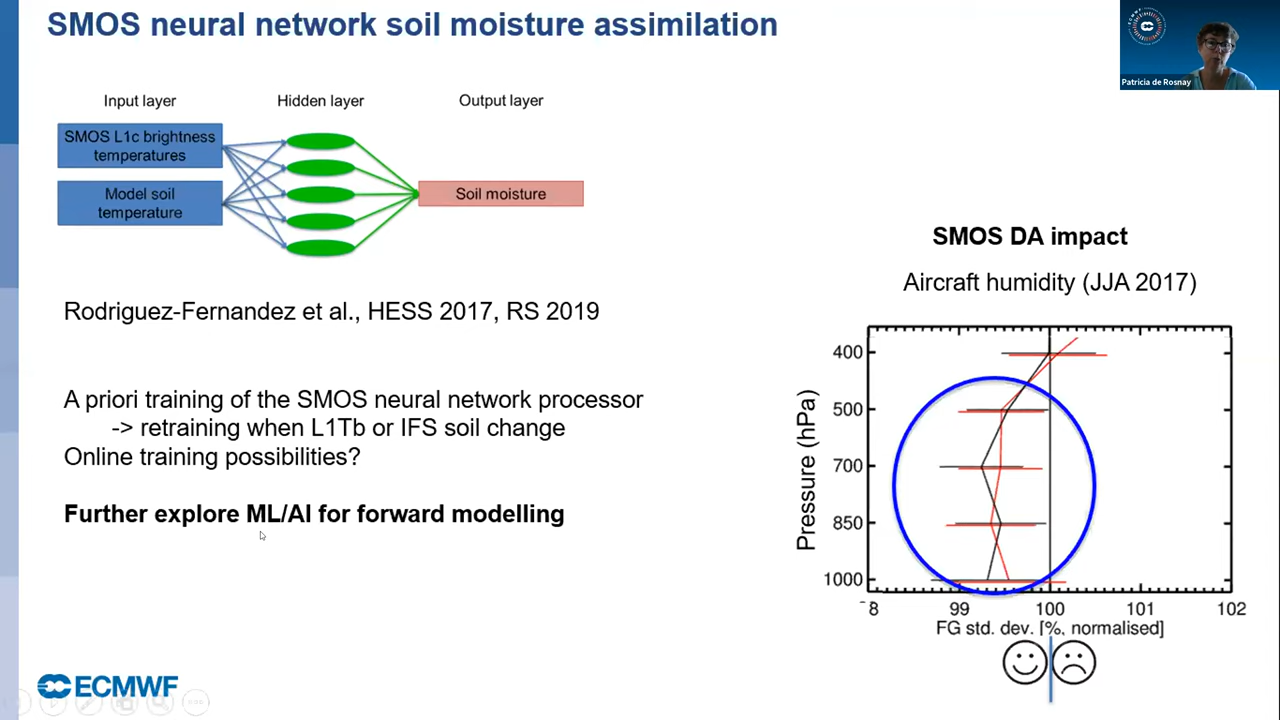 SMOS neural network soil moisture assimilation
Patricia de Rosnay
Input layer
Hidden layer
Output layer
SMOS L1c brightness
temperatures
Model soil
temperature
Soil moisture
Rodriguez-Fernandez et al., HESS 2017, RS 2019
A priori training of the SMOS neural network processor
-> retraining when L1Tb or IFS soil change
Online training possibilities?
Further explore ML/AI for forward modelling
SMOS DA impact
Aircraft humidity (JJA 2017)
Pressure (hPa)
400
500
700
850
1000
8
99
100
101
102
FG std. dev. [%, normalised]
ECMWF